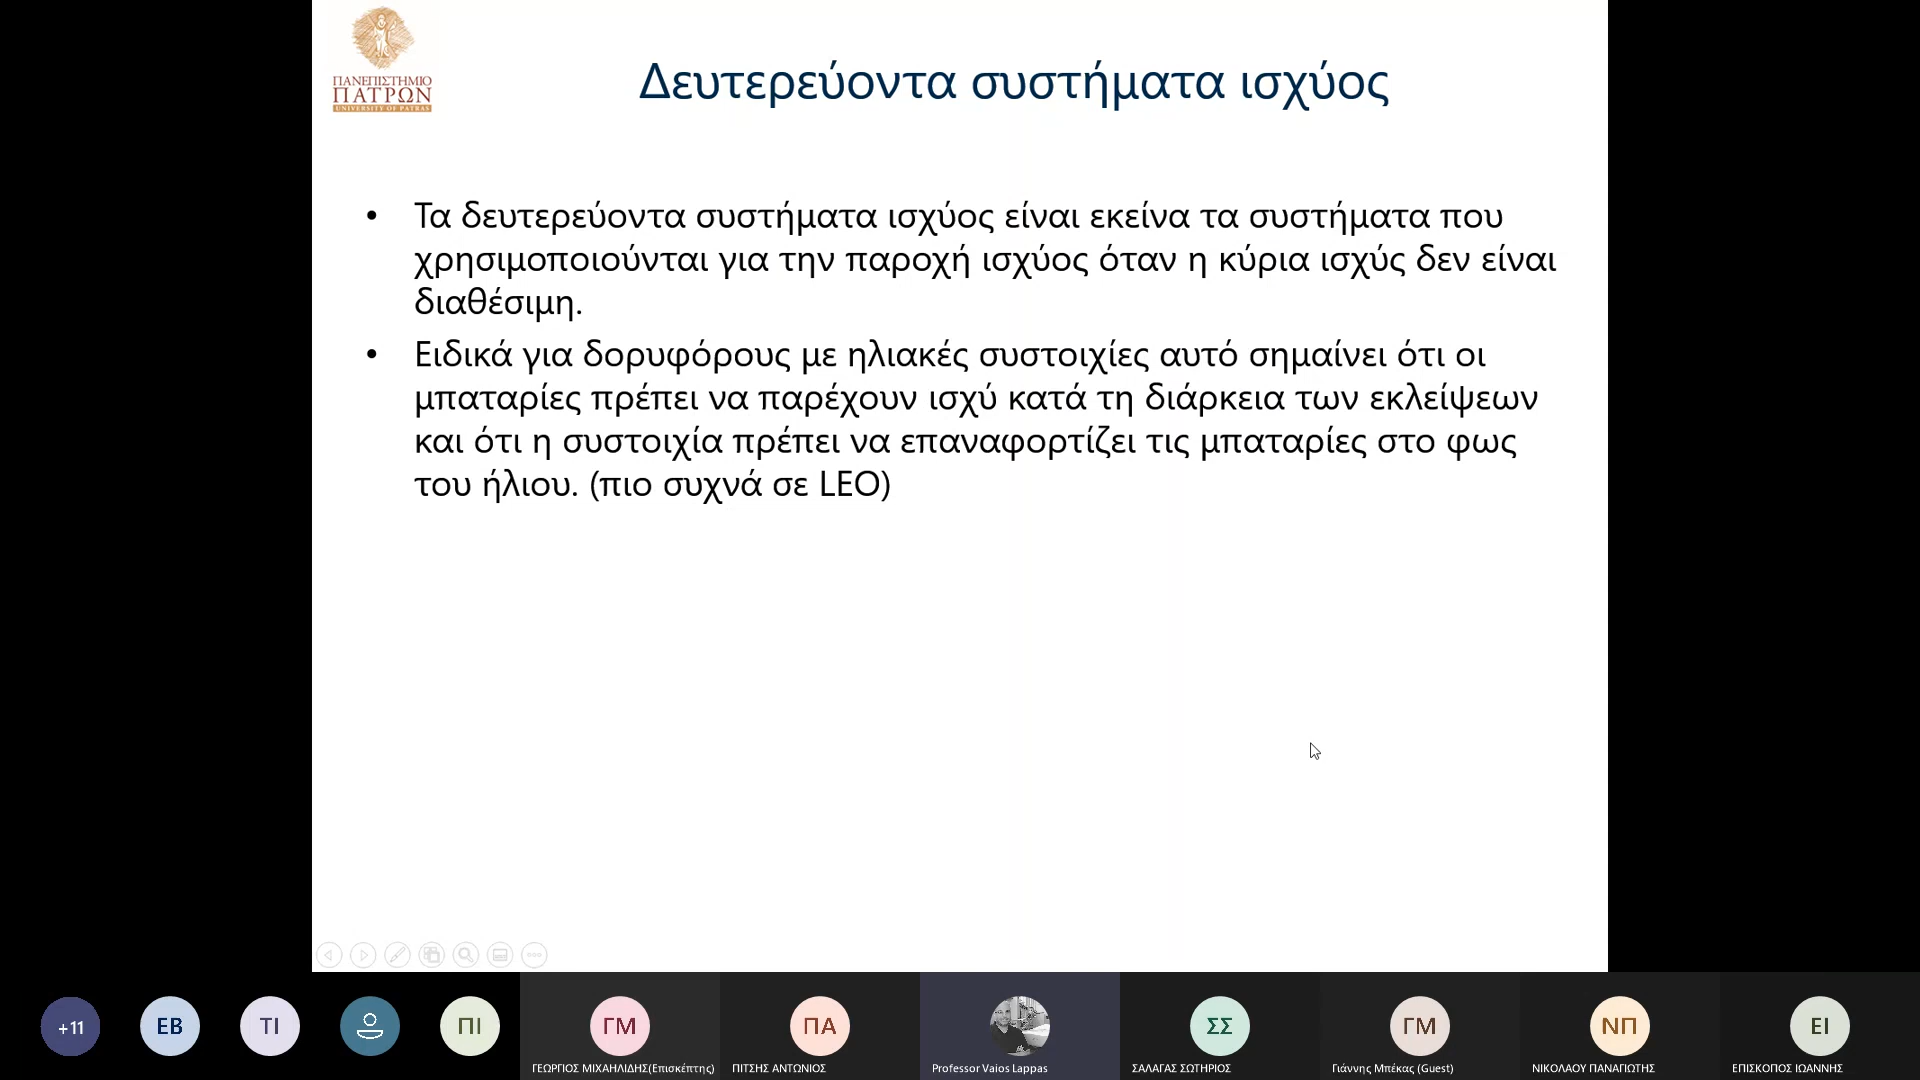 ΠΑΝΕΠΙΣΤΗΜΙΟ
ΠΑΤΡΩΝ
UNIVERSITY OF PATRAS
Δευτερεύοντα συστήματα ισχύος
• Τα δευτερεύοντα συστήματα ισχύος είναι εκείνα τα συστήματα που
χρησιμοποιούνται για την παροχή ισχύος όταν η κύρια ισχύς δεν είναι
διαθέσιμη.
• Ειδικά για δορυφόρους με ηλιακές συστοιχίες αυτό σημαίνει ότι οι
μπαταρίες πρέπει να παρέχουν ισχύ κατά τη διάρκεια των εκλείψεων
και ότι η συστοιχία πρέπει να επαναφορτίζει τις μπαταρίες στο φως
του ήλιου. (πιο συχνά σε LEO)
+11 ΕΒ ΤΙ ΠΙ ΓΜ ΠΑ ΣΣ ΓΜ ΝΠ ΕΙ
ΓΕΩΡΓΙΟΣ ΜΙΧΑΗΛΙΔΗΣ(Επισκέπτης) ΠΙΤΣΗΣ ΑΝΤΩΝΙΟΣ Professor Vaios Lappas ΣΑΛΑΓΑΣ ΣΩΤΗΡΙΟΣ Γιάννης Μπέκας (Guest) ΝΙΚΟΛΑΟΥ ΠΑΝΑΓΙΩΤΗΣ ΕΠΙΣΚΟΠΟΣ ΙΩΑΝΝΗΣ